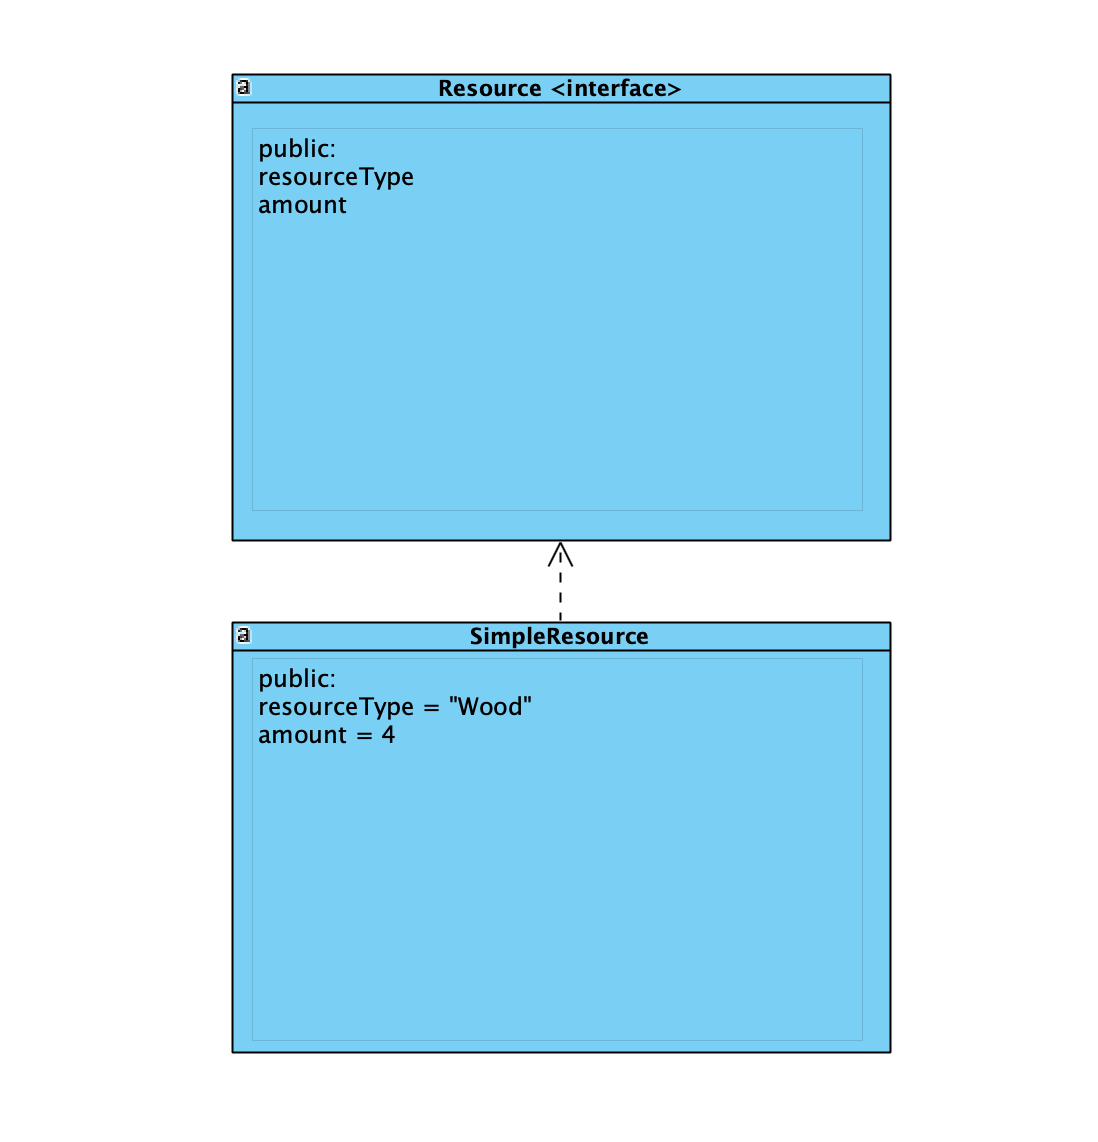 a
Resource <interface>
public:
resourceType
amount
a
SimpleResource
public:
resourceType = "Wood"
amount = 4